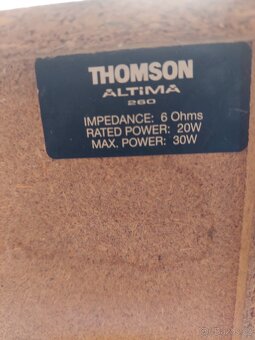 THOMSON
ALTIMA
260
IMPEDANCE: 6 Ohms
RATED POWER: 20W
MAX. POWER: 30W